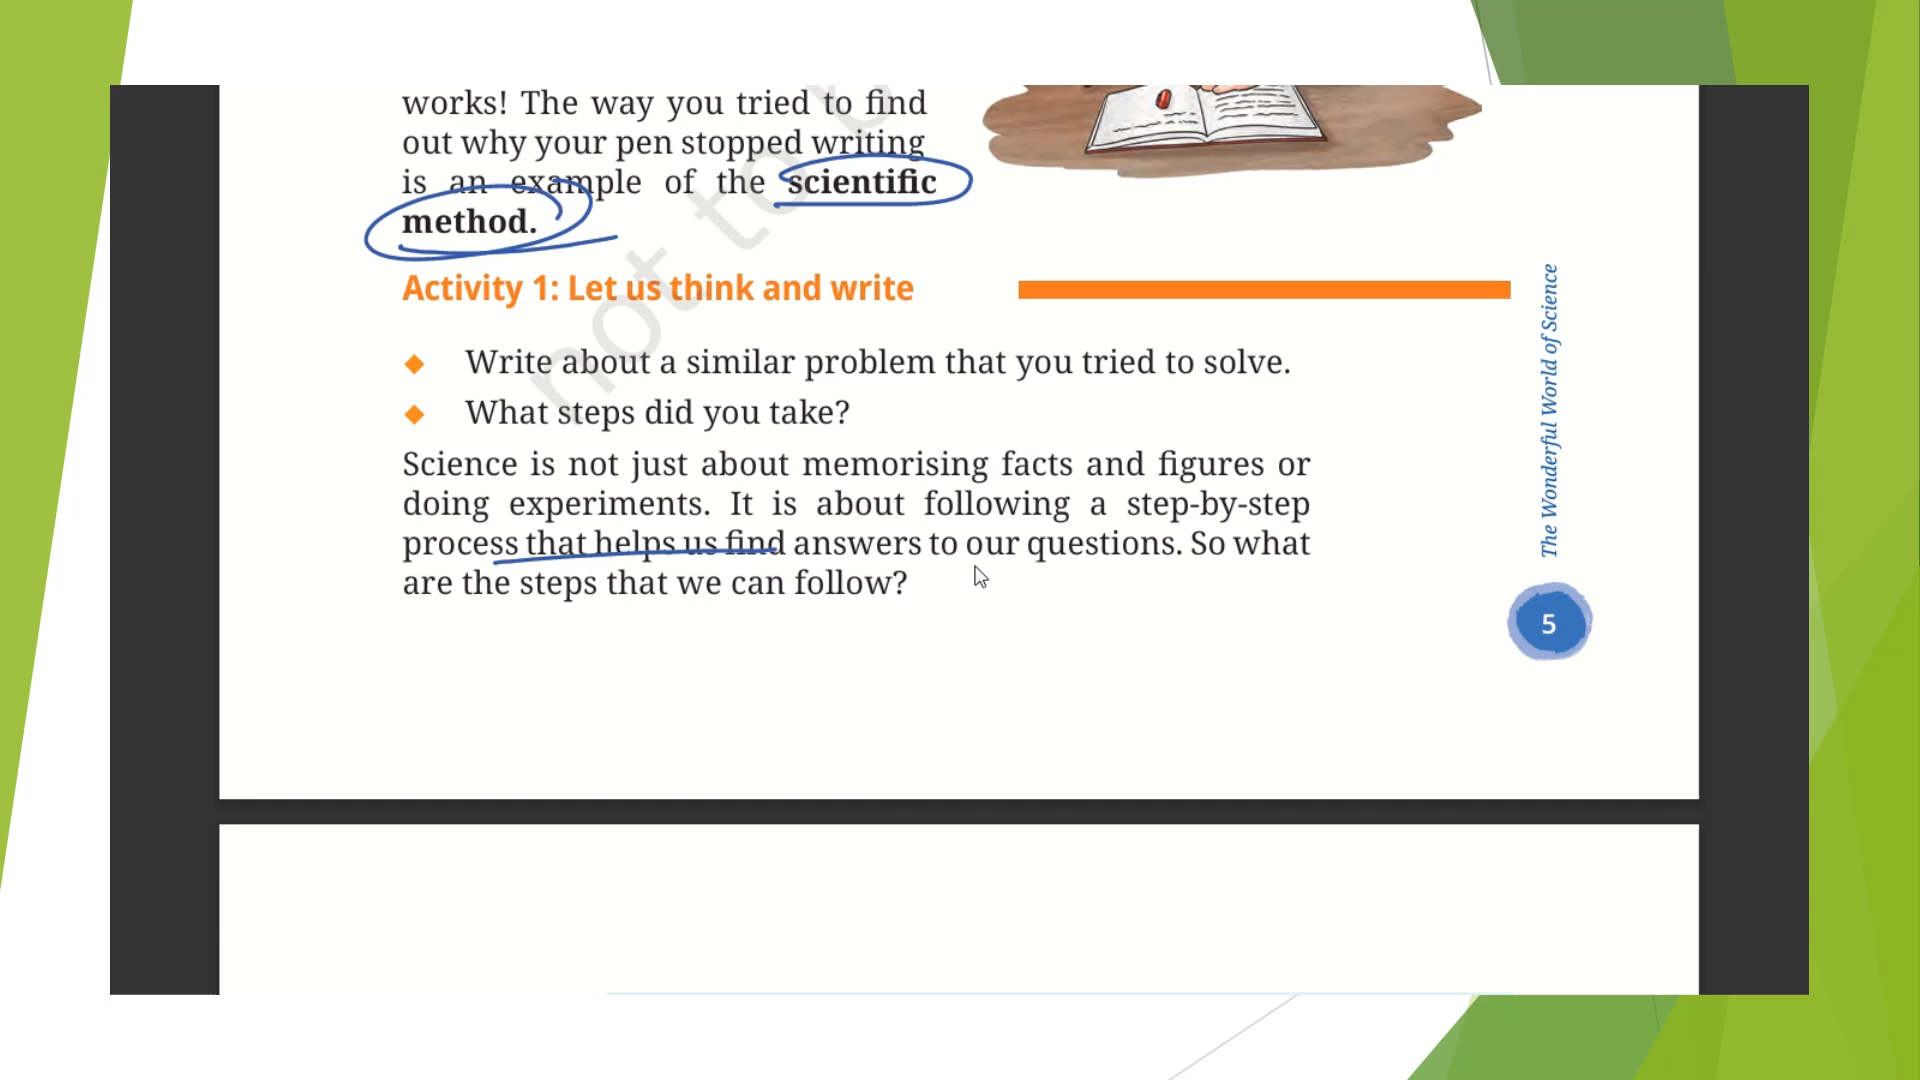 works! The way you tried to find
out why your pen stopped writing
is an example of the scientific
method.
Activity 1: Let us think and write
Write about a similar problem that you tried to solve.
What steps did you take?
Science is not just about memorising facts and figures or
doing experiments. It is about following a step-by-step
process that helps us find answers to our questions. So what
are the steps that we can follow?
The Wonderful World of Science
5
not to